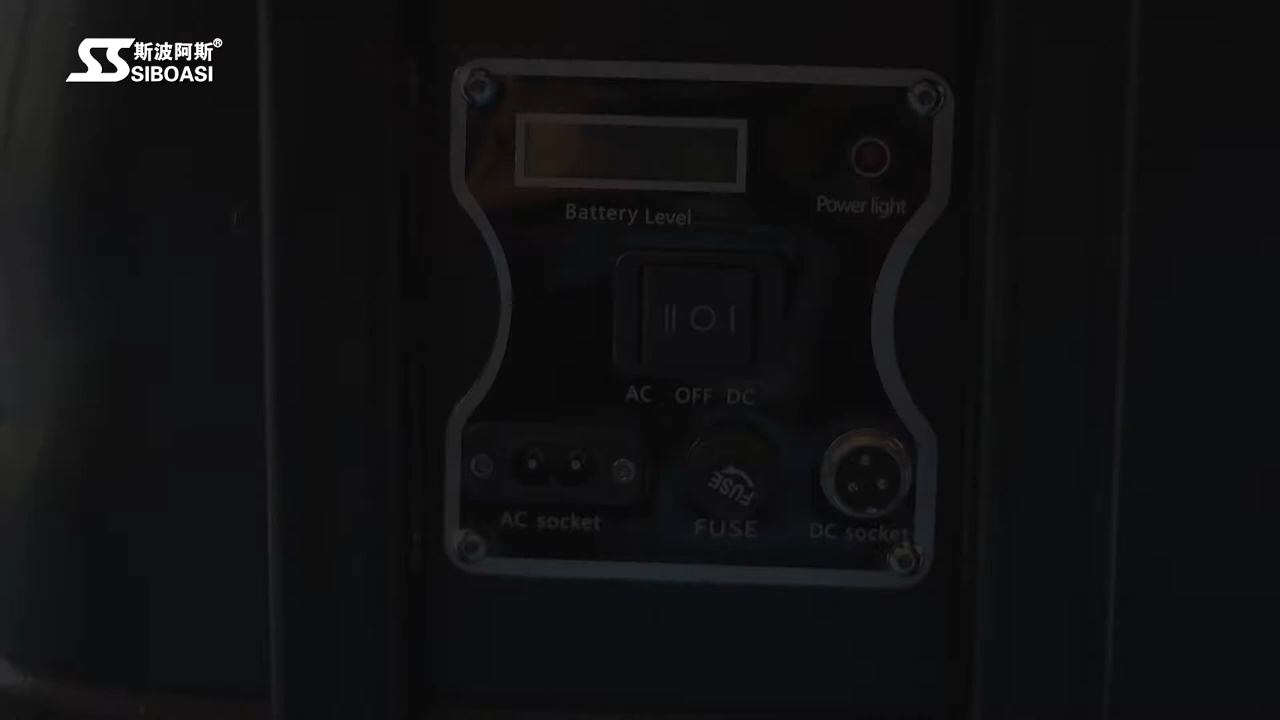 斯波阿斯®
SIBOASI
Battery Level
Power light
AC OFF DC
FUSE
AC socket
FUSE
DC socket